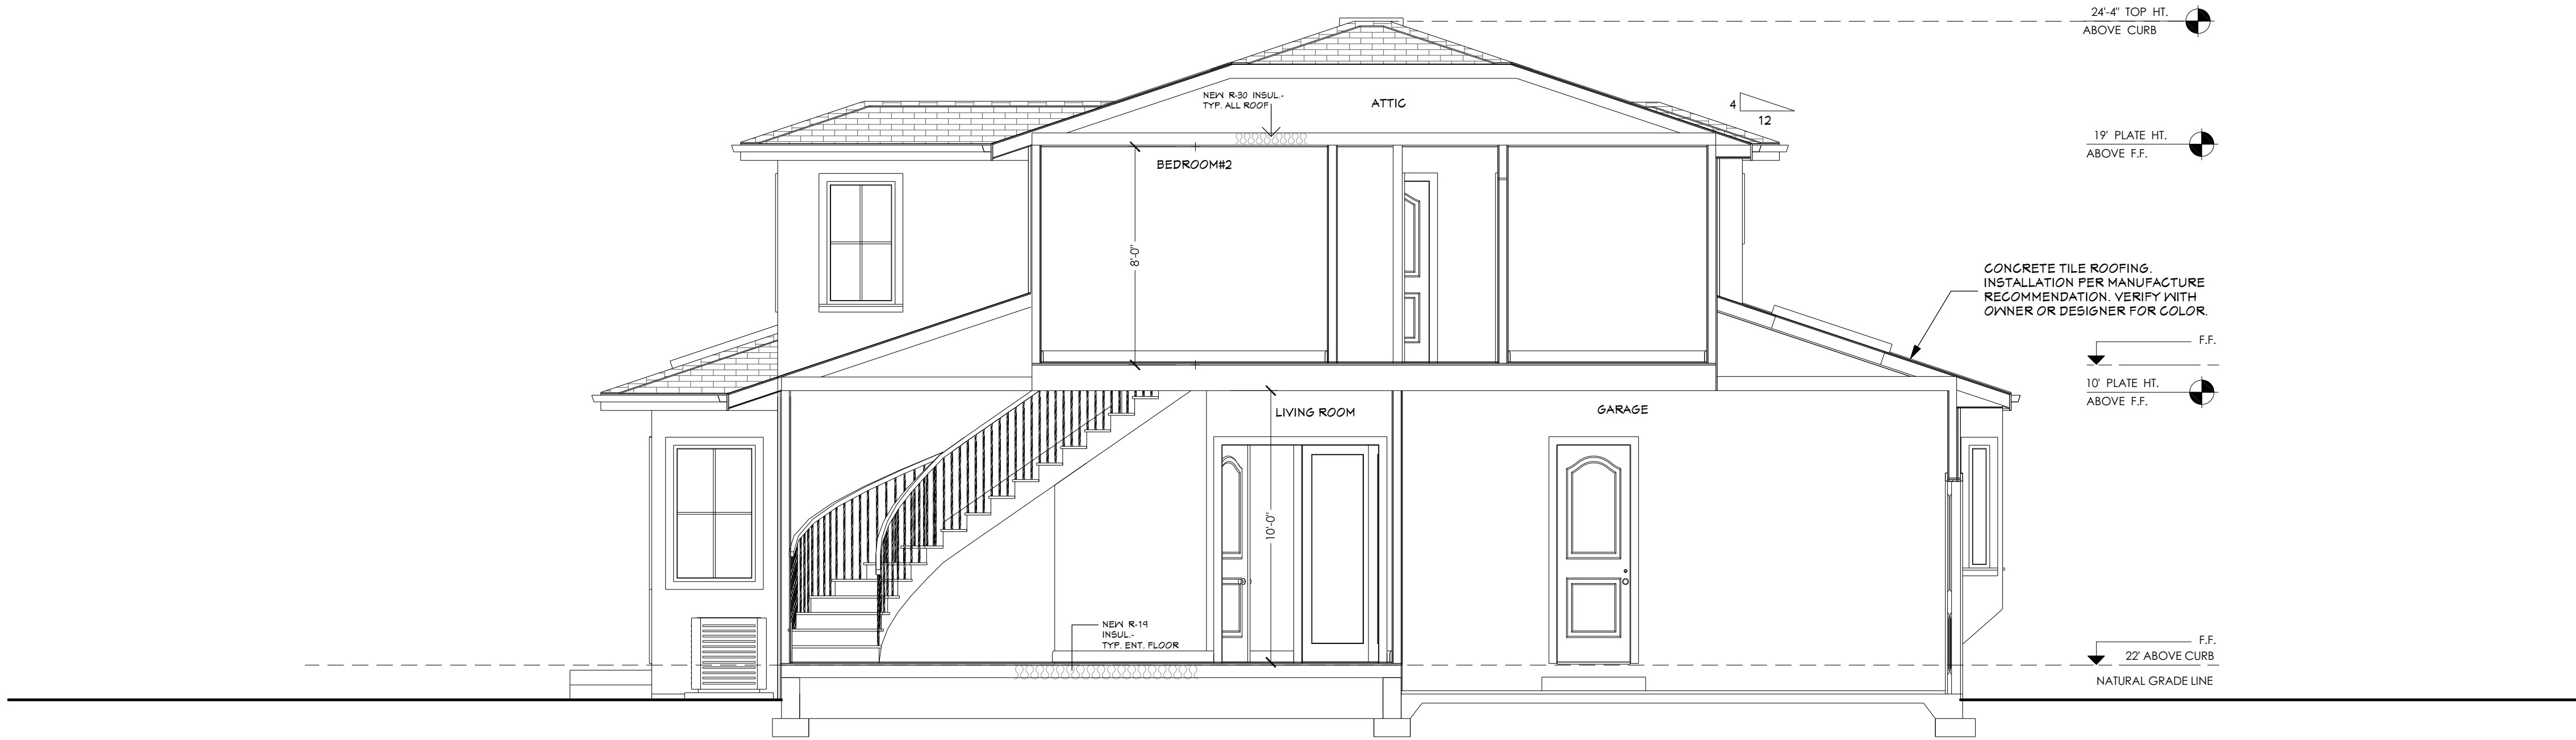 24'-4" TOP HT.
ABOVE CURB
NEW R-30 INSUL.-
TYP. ALL ROOF
ATTIC
4
12
19' PLATE HT.
ABOVE F.F.
BEDROOM#2
8'-0"
CONCRETE TILE ROOFING.
INSTALLATION PER MANUFACTURE
RECOMMENDATION. VERIFY WITH
OWNER OR DESIGNER FOR COLOR.
F.F.
10' PLATE HT.
ABOVE F.F.
LIVING ROOM
GARAGE
10'-0"
NEW R-19
INSUL.-
TYP. ENT. FLOOR
F.F.
22' ABOVE CURB
NATURAL GRADE LINE